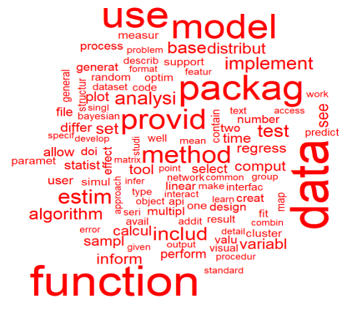 use
measur
model
process problem base distribut
describ support
generat format featur implement
random optim
general
structur
dataset code
packag
work
plot analysi
bayesian singl
file
provid
contain
text access
number
see
set
differ
test
two
predict
specif
well mean
time
regress
develop
allow doi
effect
studi
method
paramet statist
matrix
tool point select comput
data
user simul infer
network common group
estim
approach
type linear make interfac
interact learn creat
map
algorithm
object api one design
seri multipl
fit
avail addit result
combin
error
calcul includ
detail cluster
sampl
valu variabl
given output visual
inform
perform procedur
function
standard